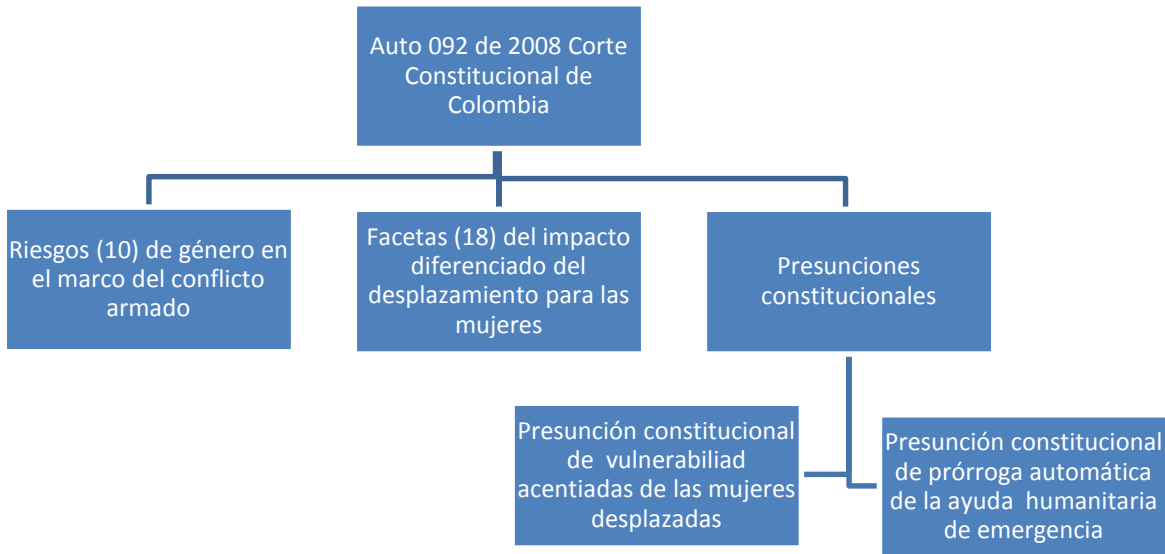 Auto 092 de 2008 Corte
Constitucional de
Colombia
Riesgos (10) de género en
el marco del conflicto
armado
Facetas (18) del impacto
diferenciado del
desplazamiento para las
mujeres
Presunciones
constitucionales
Presunción constitucional
de vulnerabiliad
acentiadas de las mujeres
desplazadas
Presunción constitucional
de prórroga automática
de la ayuda humanitaria
de emergencia